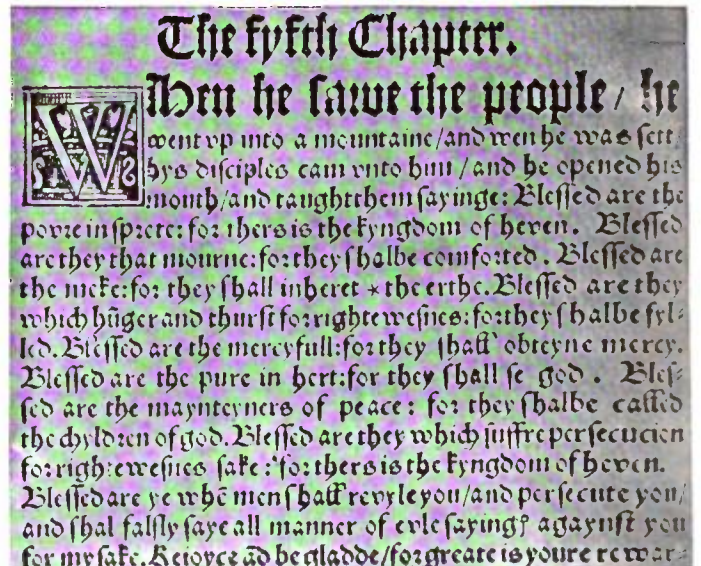 The fyfth Chapter.
When he sawe the people / he
went vp into a mountaine/and wen he was sett/
hys disciples cam vnto him / and he opened his
mouth/and taught them sayinge: Blessed are the
povre in sprete: for thers is the kyngdom of heven. Blessed
are they that mourne: for they shalbe comforted. Blessed are
the meke: for they shall inheret * the erthe. Blessed are they
which hũger and thurst for rightewesnes: for they shalbe fyl⸗
led. Blessed are the mercyfull: for they shall obteyne mercy.
Blessed are the pure in hert: for they shall se god. Bles⸗
sed are the maynteyners of peace: for they shalbe called
the chyldren of god. Blessed are they which suffre persecucion
for rightewesnes sake: for thers is the kyngdom of heven.
Blessed are ye whẽ men shall revyle you/and persecute you/
and shal falsly saye all manner of evle sayingꝭ agaynst you
for my sake. Reioyce ãd be gladde/for greate is youre rewar⸗